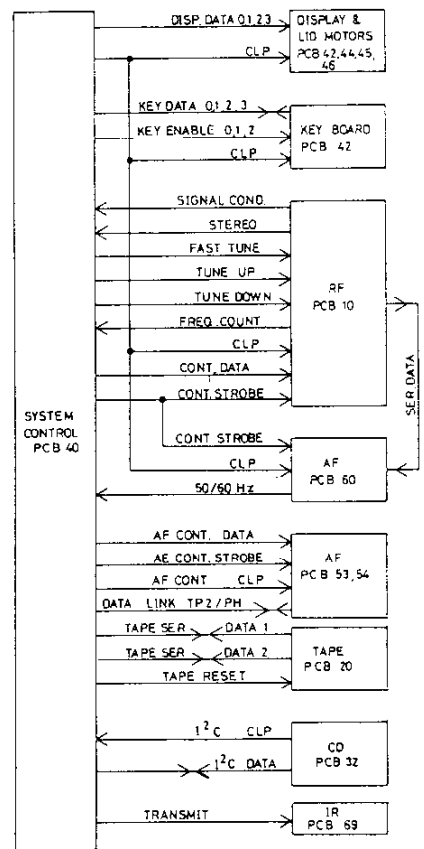 DISP. DATA 0,1,2,3
DISPLAY &
LID MOTORS
PCB 42,44,45,
46
CLP
KEY DATA 0,1,2,3
KEY ENABLE 0,1,2
KEY BOARD
PCB 42
CLP
SIGNAL COND.
STEREO
FAST TUNE
TUNE UP
TUNE DOWN
FREQ. COUNT
CLP
CONT. DATA
CONT. STROBE
RF
PCB 10
SER. DATA
SYSTEM
CONTROL
PCB 40
CONT. STROBE
CLP
50/60 Hz
AF
PCB 60
AF CONT. DATA
AE CONT. STROBE
AF CONT CLP
DATA LINK TP2/PH
AF
PCB 53,54
TAPE SER DATA 1
TAPE SER DATA 2
TAPE RESET
TAPE
PCB 20
I²C CLP
I²C DATA
CD
PCB 32
TRANSMIT
IR
PCB 69